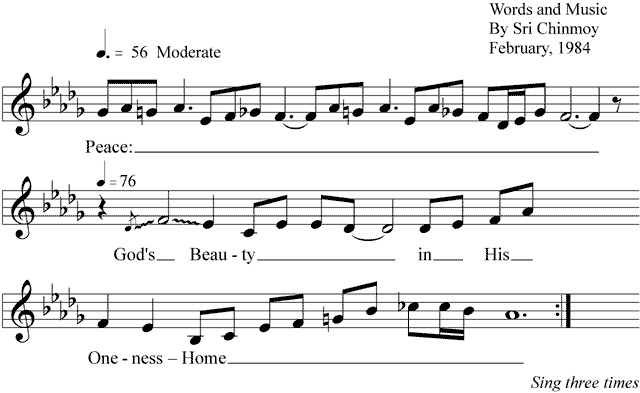 Words and Music
By Sri Chinmoy
February, 1984
♩. = 56 Moderate
Peace:
♩ = 76
God's Beau - ty in His
One - ness – Home
Sing three times